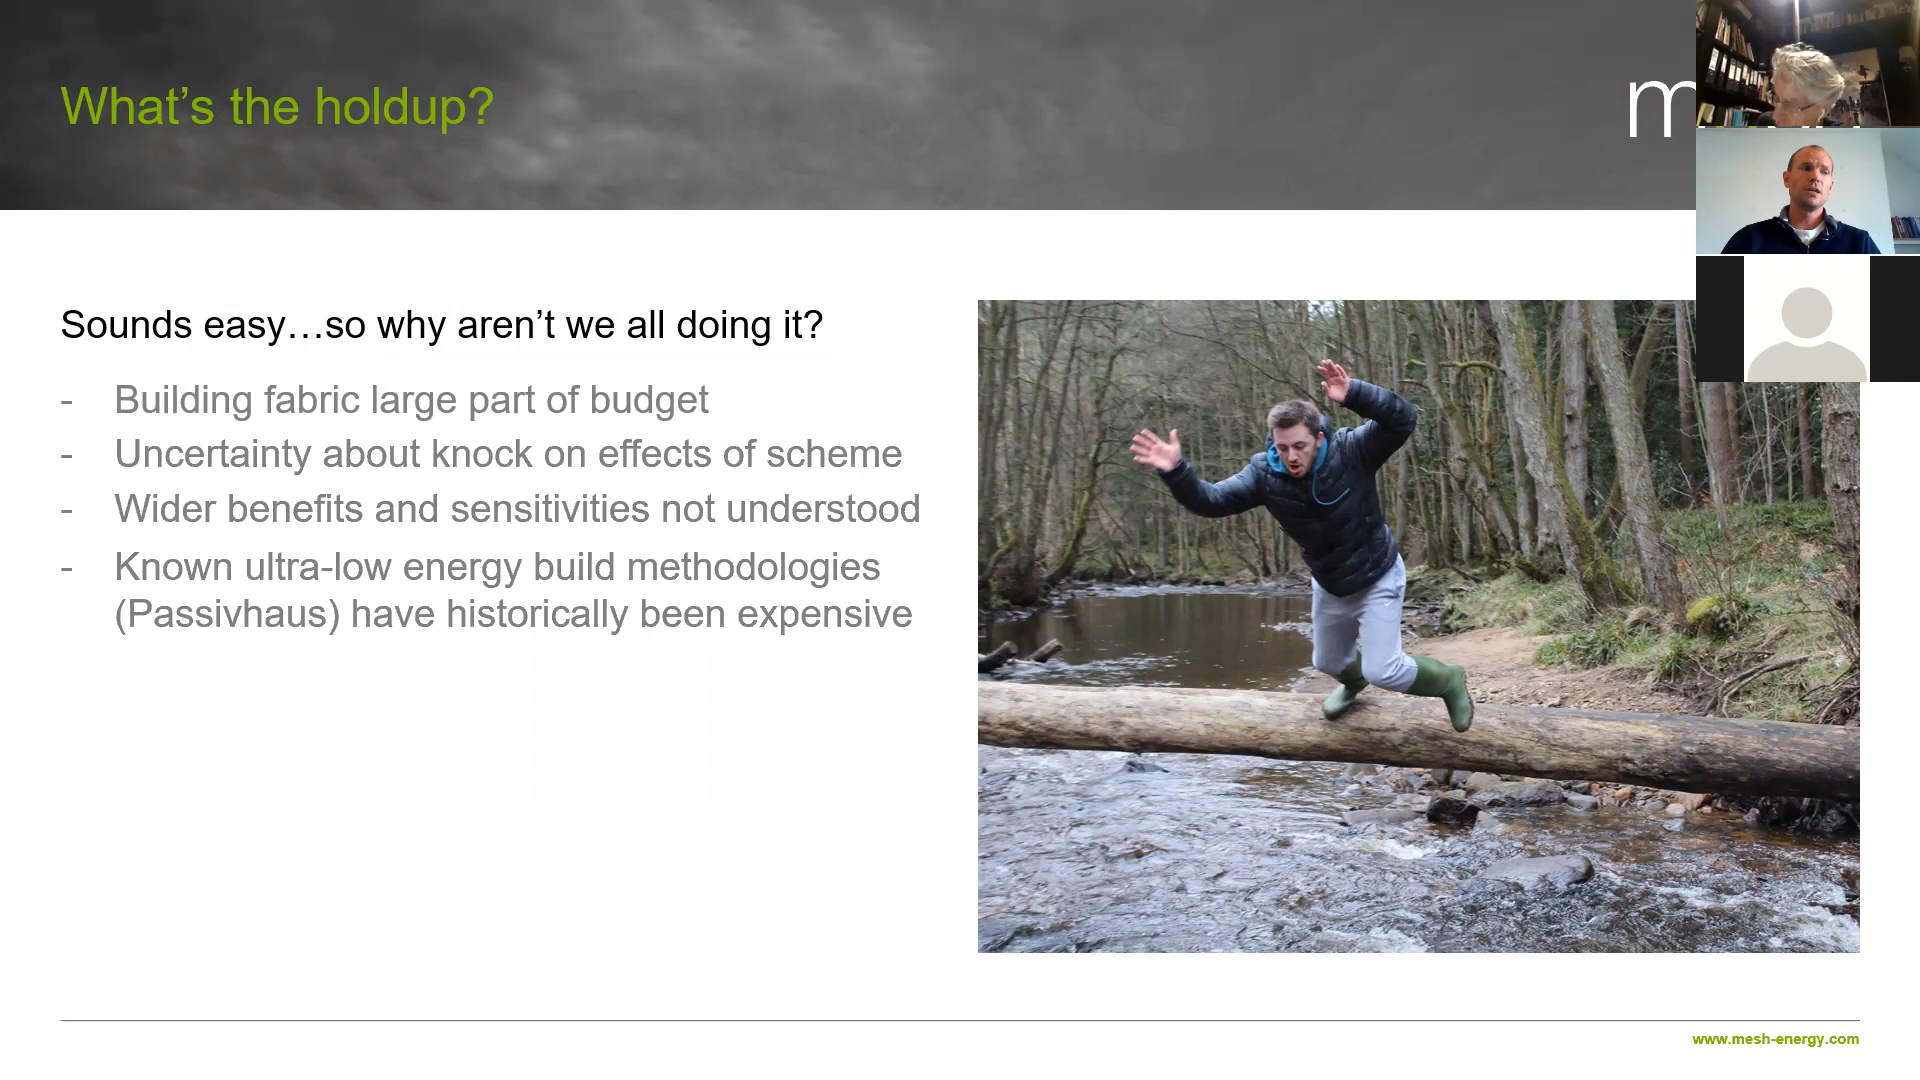 What’s the holdup?
m
Sounds easy…so why aren’t we all doing it?
- Building fabric large part of budget
- Uncertainty about knock on effects of scheme
- Wider benefits and sensitivities not understood
- Known ultra-low energy build methodologies
(Passivhaus) have historically been expensive
www.mesh-energy.com